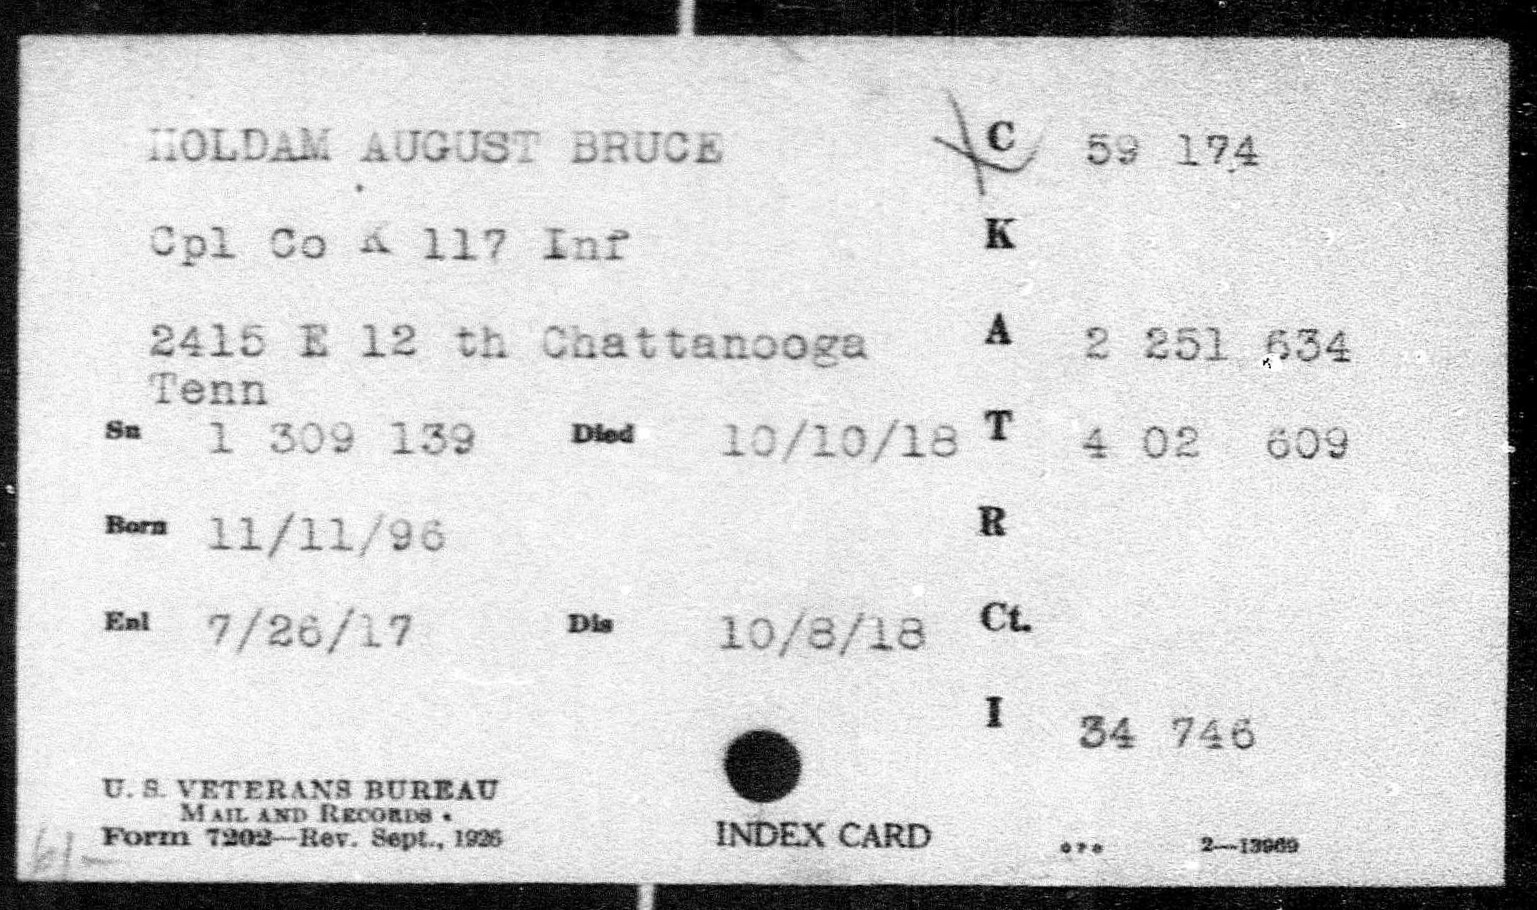 HOLDAM AUGUST BRUCE C 59 174
Cpl Co K 117 Inf K
2415 E 12 th Chattanooga A 2 251 634
Tenn
Sn 1 309 139 Died 10/10/18 T 4 02 609
Born 11/11/96 R
Enl 7/26/17 Dis 10/8/18 Ct.
I 34 746
U. S. VETERANS BUREAU
MAIL AND RECORDS
Form 7202—Rev. Sept., 1926
INDEX CARD
2—13969